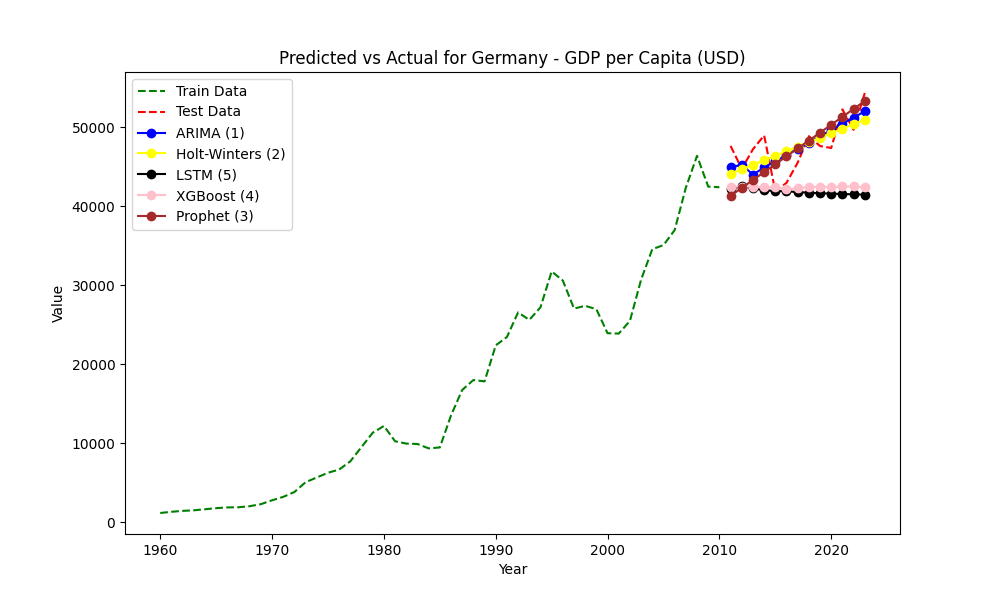 Predicted vs Actual for Germany - GDP per Capita (USD)
Train Data
Test Data
ARIMA (1)
Holt-Winters (2)
LSTM (5)
XGBoost (4)
Prophet (3)
Value
50000
40000
30000
20000
10000
0
1960 1970 1980 1990 2000 2010 2020
Year